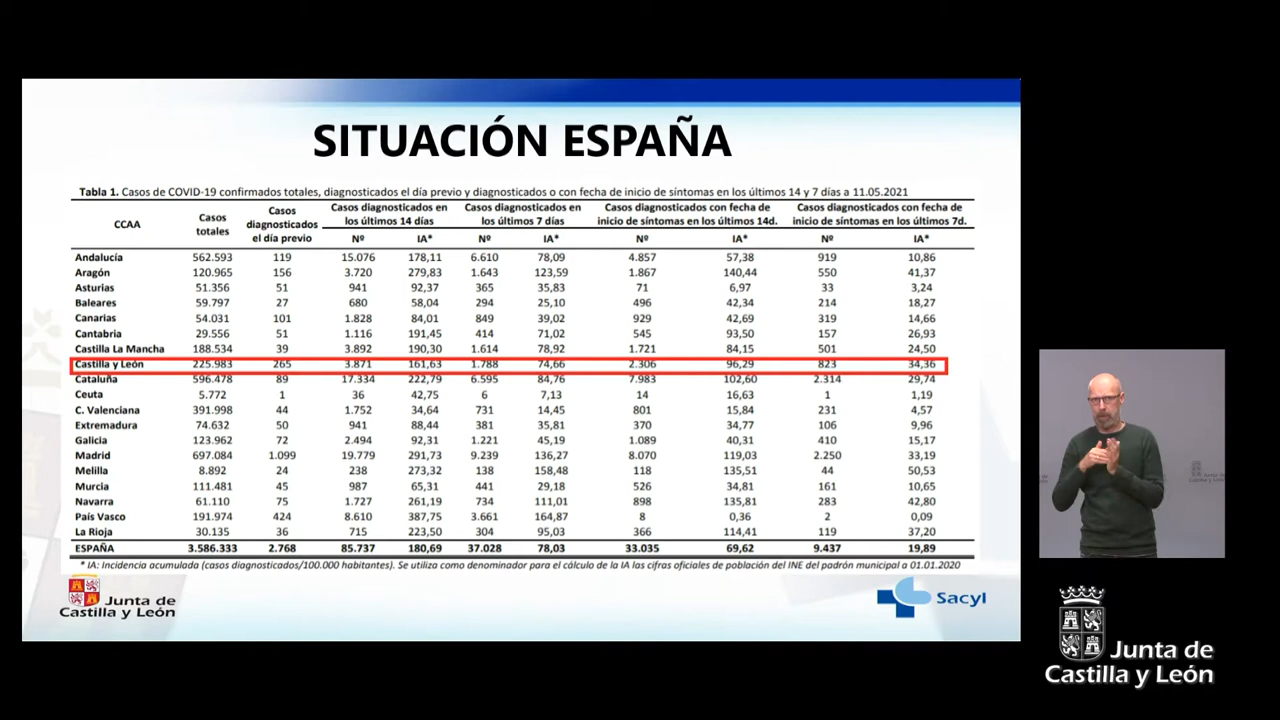 SITUACIÓN ESPAÑA
Tabla 1. Casos de COVID-19 confirmados totales, diagnosticados el día previo y diagnosticados o con fecha de inicio de síntomas en los últimos 14 y 7 días a 11.05.2021
CCAA Casos totales Casos diagnosticados el día previo Casos diagnosticados en los últimos 14 días Casos diagnosticados en los últimos 7 días Casos diagnosticados con fecha de inicio de síntomas en los últimos 14d. Casos diagnosticados con fecha de inicio de síntomas en los últimos 7d.
Nº IA* Nº IA* Nº IA* Nº IA*
Andalucía 562.593 119 15.076 178,11 6.610 78,09 4.857 57,38 919 10,86
Aragón 120.965 156 3.720 279,83 1.643 123,59 1.867 140,44 550 41,37
Asturias 51.356 51 941 92,37 365 35,83 71 6,97 33 3,24
Baleares 59.797 27 680 58,04 294 25,10 496 42,34 214 18,27
Canarias 54.031 101 1.828 84,01 849 39,02 929 42,69 319 14,66
Cantabria 29.556 51 1.116 191,45 414 71,02 545 93,50 157 26,93
Castilla La Mancha 188.534 39 3.892 190,30 1.614 78,92 1.721 84,15 501 24,50
Castilla y León 225.983 265 3.871 161,63 1.788 74,66 2.306 96,29 823 34,36
Cataluña 596.478 89 17.334 222,79 6.595 84,76 7.983 102,60 2.314 29,74
Ceuta 5.772 1 36 42,75 6 7,13 14 16,63 1 1,19
C. Valenciana 391.998 44 1.752 34,64 731 14,45 801 15,84 231 4,57
Extremadura 74.632 50 941 88,44 381 35,81 370 34,77 106 9,96
Galicia 123.962 72 2.494 92,31 1.221 45,19 1.089 40,31 410 15,17
Madrid 697.084 1.099 19.779 291,73 9.239 136,27 8.070 119,03 2.250 33,19
Melilla 8.892 24 238 273,32 138 158,48 118 135,51 44 50,53
Murcia 111.481 45 987 65,31 441 29,18 526 34,81 161 10,65
Navarra 61.110 75 1.727 261,19 734 111,01 898 135,81 283 42,80
País Vasco 191.974 424 8.610 387,75 3.661 164,87 8 0,36 2 0,09
La Rioja 30.135 36 715 223,50 304 95,03 366 114,41 119 37,20
ESPAÑA 3.586.333 2.768 85.737 180,69 37.028 78,03 33.035 69,62 9.437 19,89
* IA: Incidencia acumulada (casos diagnosticados/100.000 habitantes). Se utiliza como denominador para el cálculo de la IA las cifras oficiales de población del INE del padrón municipal a 01.01.2020
Junta de
Castilla y León
Sacyl
Junta de
Castilla y León